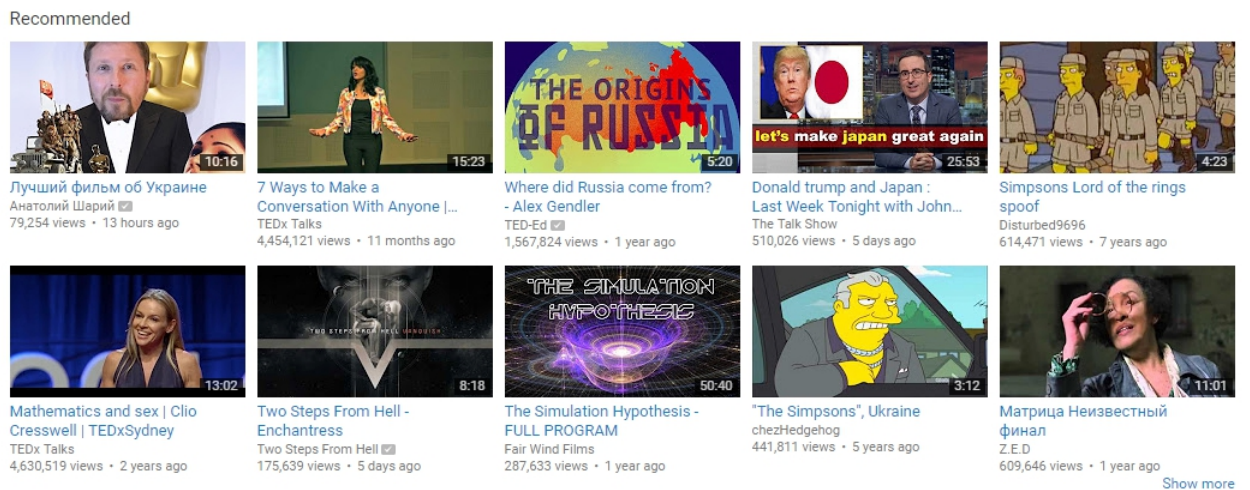 Recommended
THE ORIGINS
OF RUSSIA
let's make japan great again
10:16
15:23
5:20
25:53
4:23
Лучший фильм об Украине
Анатолий Шарий
79,254 views • 13 hours ago
7 Ways to Make a
Conversation With Anyone |...
TEDx Talks
4,454,121 views • 11 months ago
Where did Russia come from?
- Alex Gendler
TED-Ed
1,567,824 views • 1 year ago
Donald trump and Japan :
Last Week Tonight with John...
The Talk Show
510,026 views • 5 days ago
Simpsons Lord of the rings
spoof
Disturbed9696
614,471 views • 7 years ago
TWO STEPS FROM HELL VANQUISH
THE SIMULATION
HYPOTHESIS
13:02
8:18
50:40
3:12
11:01
Mathematics and sex | Clio
Cresswell | TEDxSydney
TEDx Talks
4,630,519 views • 2 years ago
Two Steps From Hell -
Enchantress
Two Steps From Hell
175,639 views • 5 days ago
The Simulation Hypothesis -
FULL PROGRAM
Fair Wind Films
287,633 views • 1 year ago
"The Simpsons", Ukraine
chezHedgehog
441,811 views • 5 years ago
Матрица Неизвестный
финал
Z.E.D
609,646 views • 1 year ago
Show more